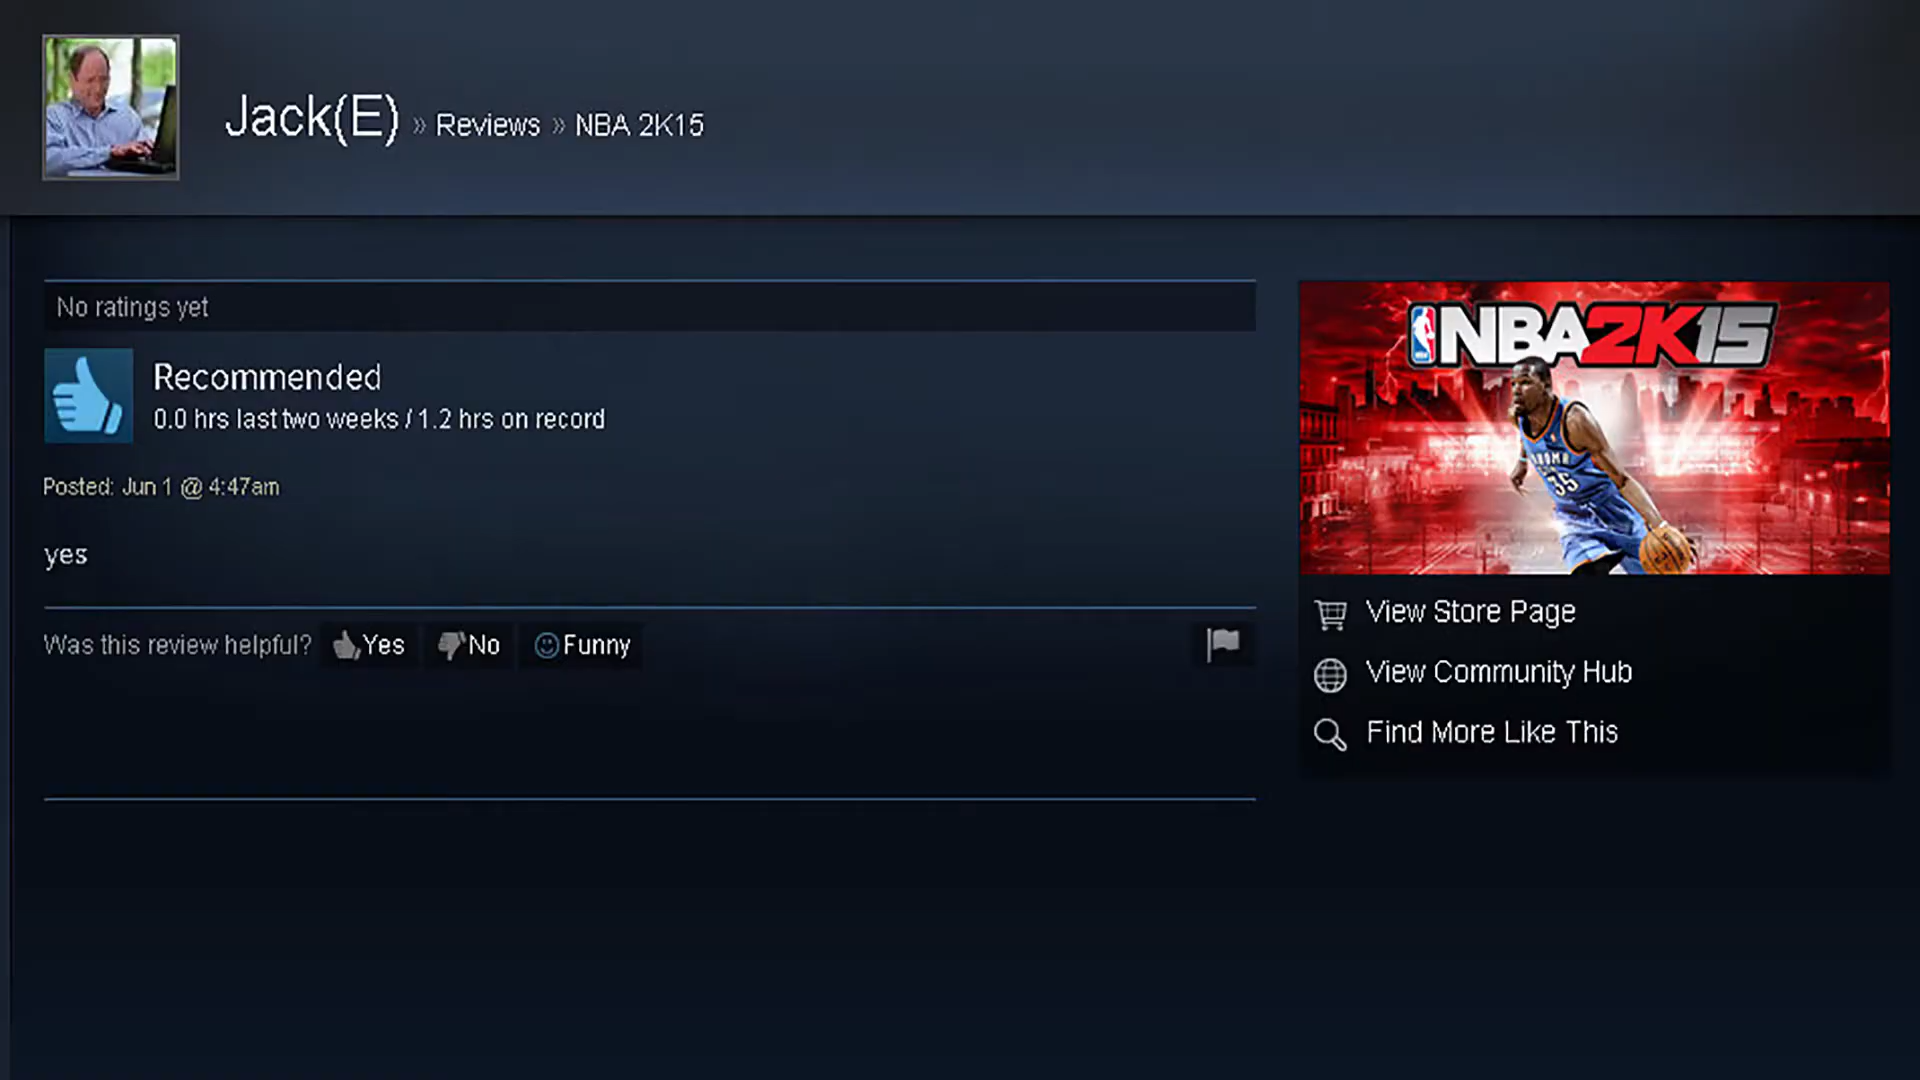 Jack(E) » Reviews » NBA 2K15
No ratings yet
Recommended
0.0 hrs last two weeks / 1.2 hrs on record
Posted: Jun 1 @ 4:47am
yes
Was this review helpful? Yes No Funny
NBA2K15
35
View Store Page
View Community Hub
Find More Like This